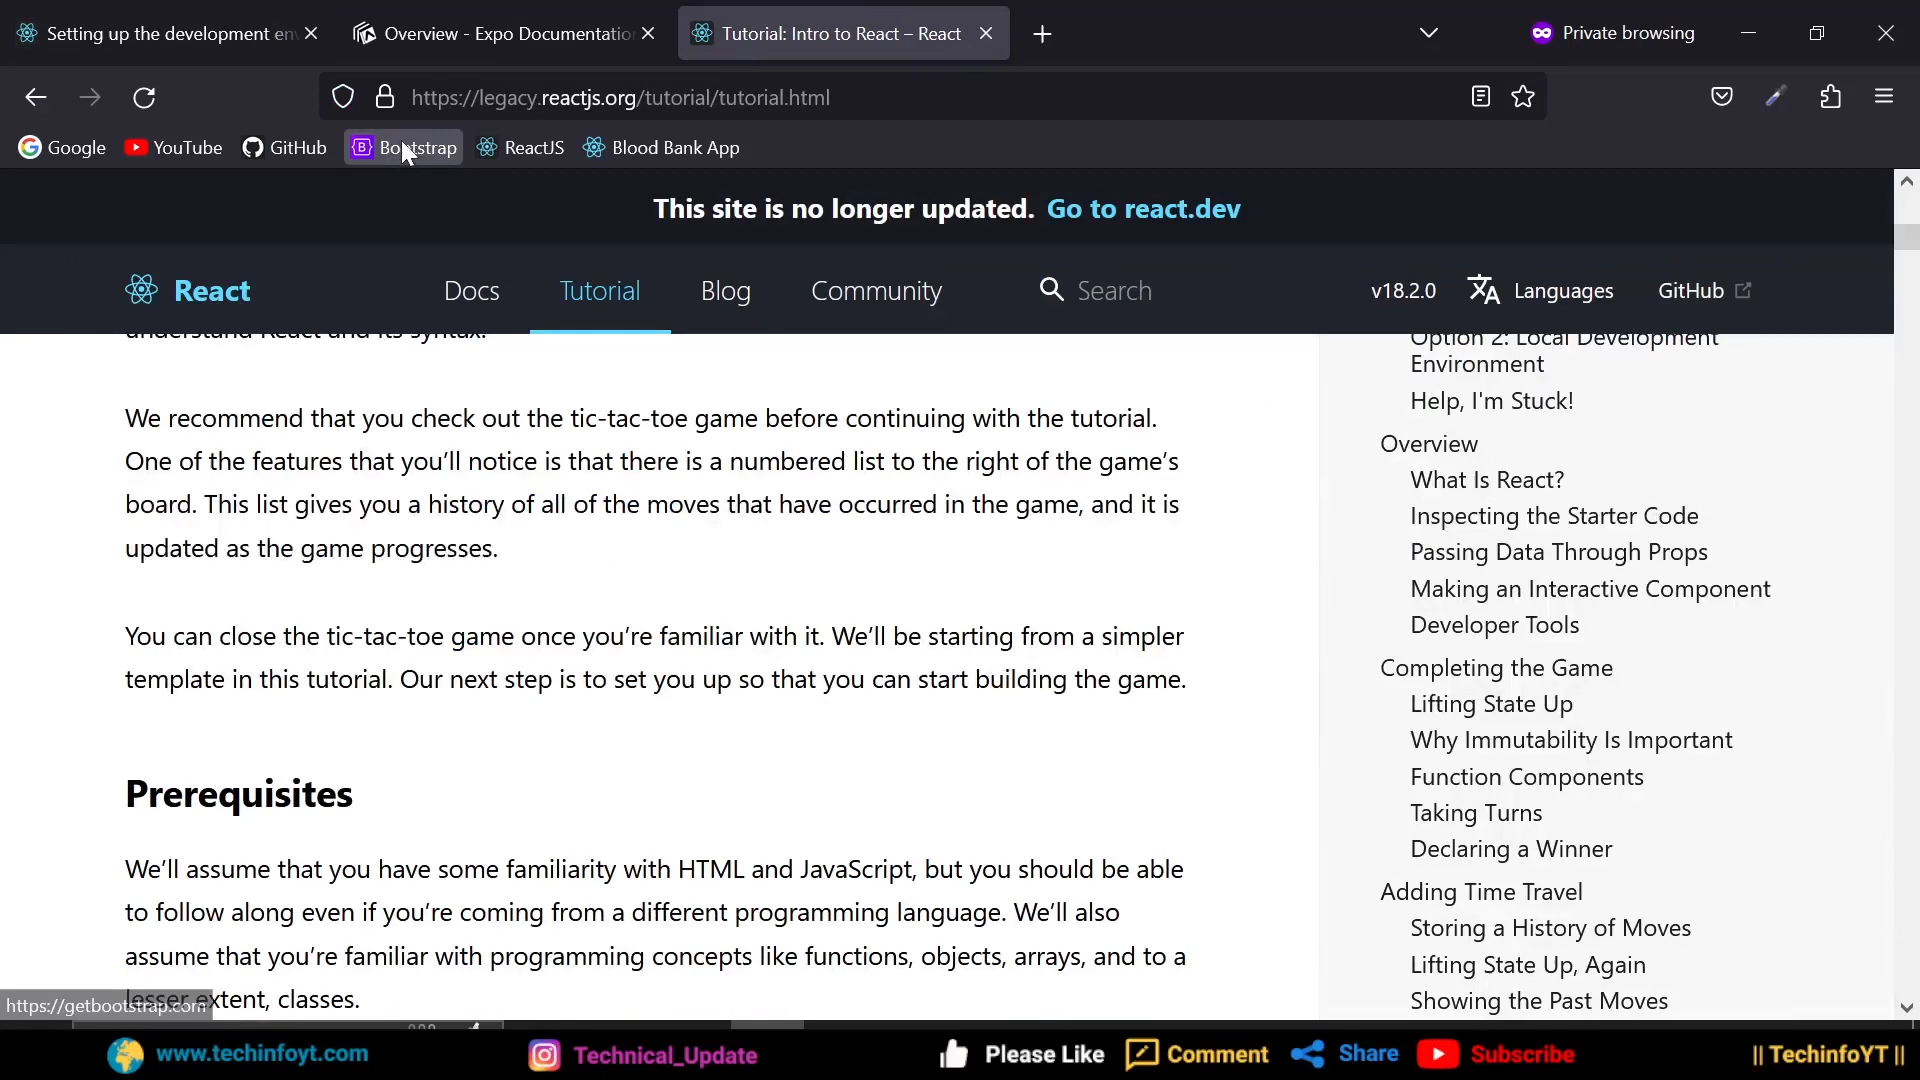 Setting up the development en
Overview - Expo Documentatio
Tutorial: Intro to React – React
Private browsing
https://legacy.reactjs.org/tutorial/tutorial.html
Google
YouTube
GitHub
Bootstrap
ReactJS
Blood Bank App
This site is no longer updated. Go to react.dev
React
Docs
Tutorial
Blog
Community
Search
v18.2.0
Languages
GitHub
understand React and its syntax.
We recommend that you check out the tic-tac-toe game before continuing with the tutorial.
One of the features that you’ll notice is that there is a numbered list to the right of the game’s
board. This list gives you a history of all of the moves that have occurred in the game, and it is
updated as the game progresses.
You can close the tic-tac-toe game once you’re familiar with it. We’ll be starting from a simpler
template in this tutorial. Our next step is to set you up so that you can start building the game.
Prerequisites
We’ll assume that you have some familiarity with HTML and JavaScript, but you should be able
to follow along even if you’re coming from a different programming language. We’ll also
assume that you’re familiar with programming concepts like functions, objects, arrays, and to a
lesser extent, classes.
Option 2: Local Development
Environment
Help, I'm Stuck!
Overview
What Is React?
Inspecting the Starter Code
Passing Data Through Props
Making an Interactive Component
Developer Tools
Completing the Game
Lifting State Up
Why Immutability Is Important
Function Components
Taking Turns
Declaring a Winner
Adding Time Travel
Storing a History of Moves
Lifting State Up, Again
Showing the Past Moves
https://getbootstrap.com
www.techinfoyt.com
Technical_Update
Please Like
Comment
Share
Subscribe
|| TechinfoYT ||